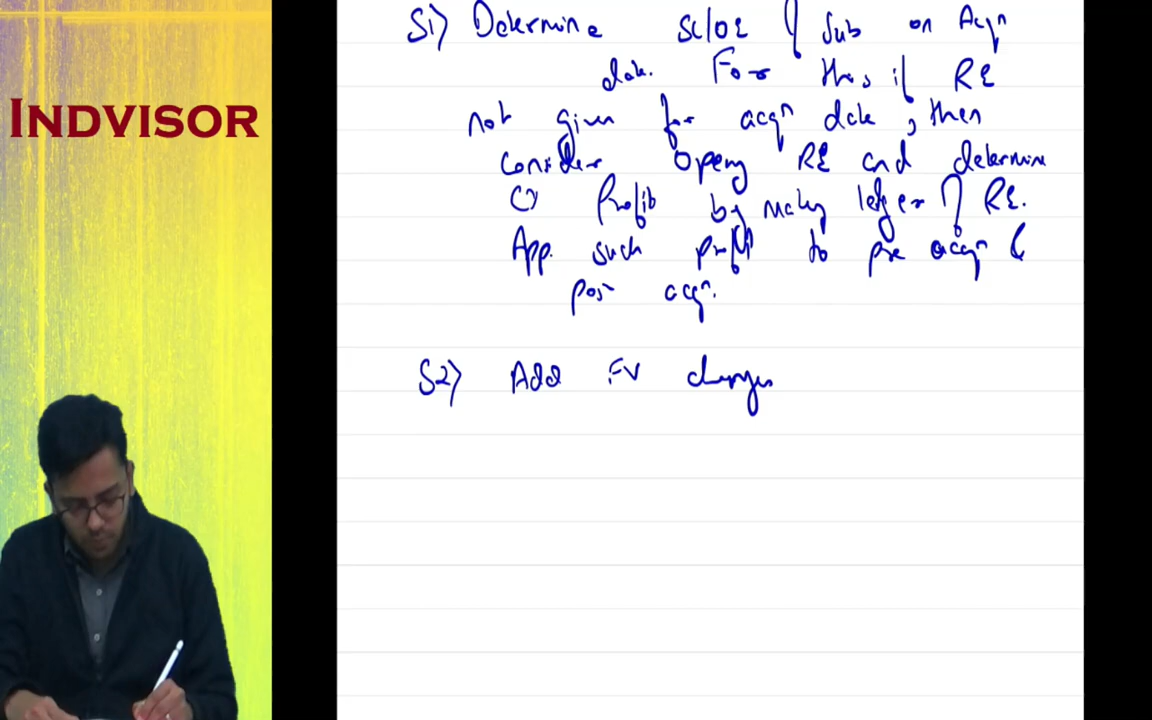 INDVISOR
S1) Determine SC/OE of Sub on Acqn
date. For this if RE
not given for acqn date, then
consider Openg RE and determine
CY Profit by making ledger of RE.
App. such profit to pre acqn &
post acqn.
S2) Add FV changes